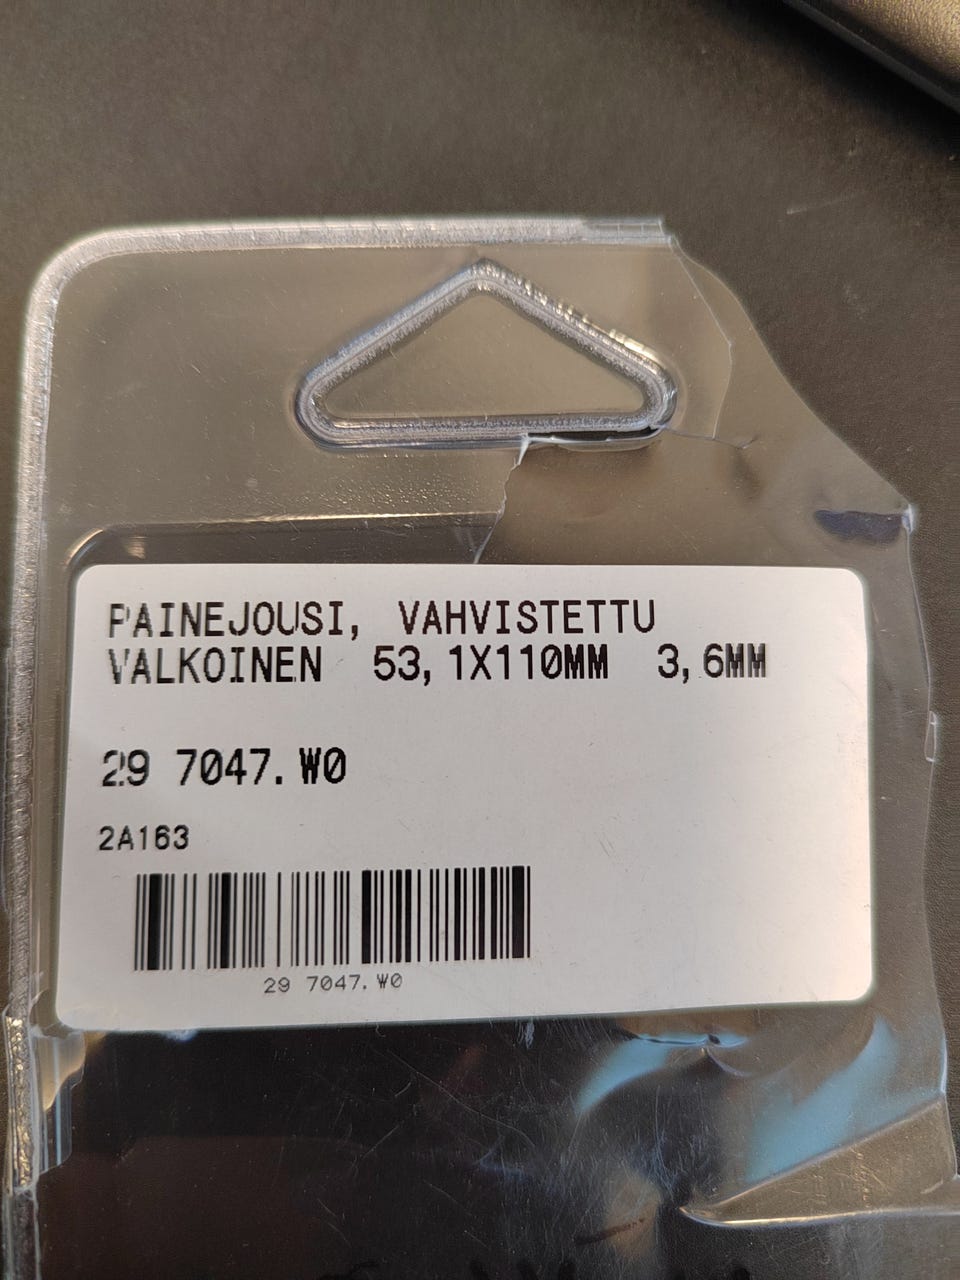 PAINEJOUSI, VAHVISTETTU
VALKOINEN 53,1X110MM 3,6MM
29 7047.W0
2A163
29 7047.W0